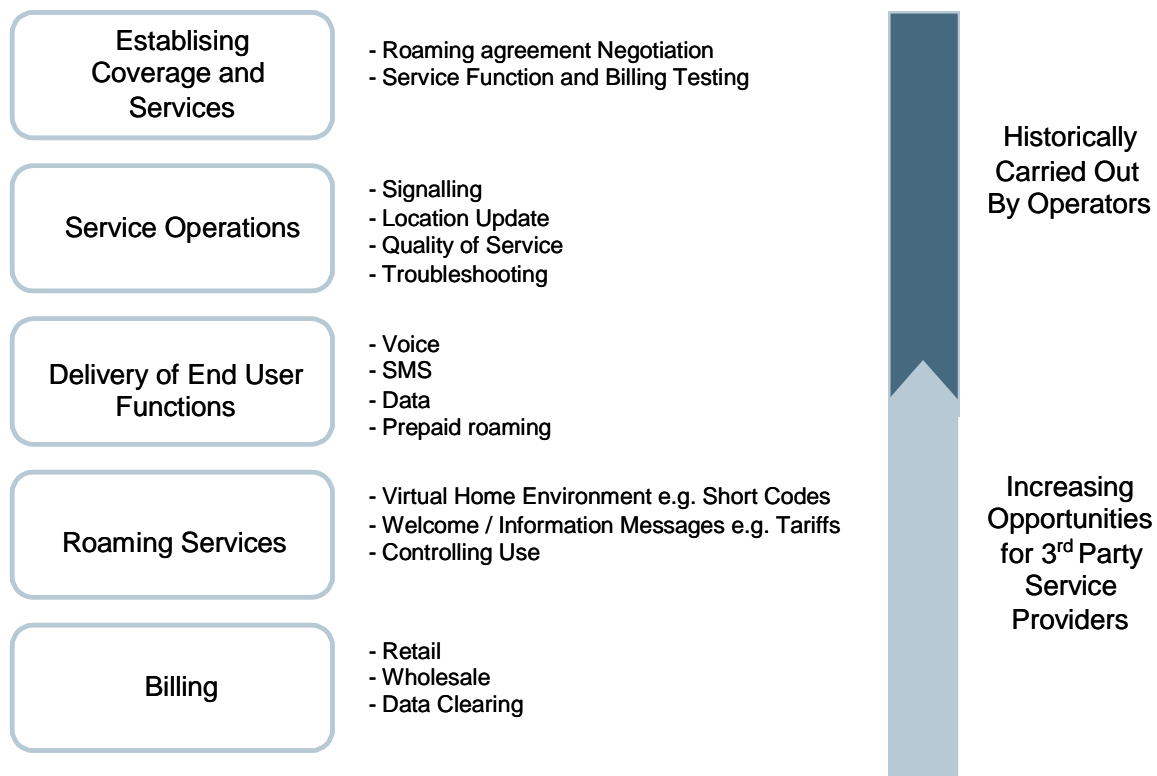 Establising
Coverage and
Services
- Roaming agreement Negotiation
- Service Function and Billing Testing
Historically
Carried Out
By Operators
Service Operations
- Signalling
- Location Update
- Quality of Service
- Troubleshooting
Delivery of End User
Functions
- Voice
- SMS
- Data
- Prepaid roaming
Roaming Services
- Virtual Home Environment e.g. Short Codes
- Welcome / Information Messages e.g. Tariffs
- Controlling Use
Increasing
Opportunities
for 3rd Party
Service
Providers
Billing
- Retail
- Wholesale
- Data Clearing